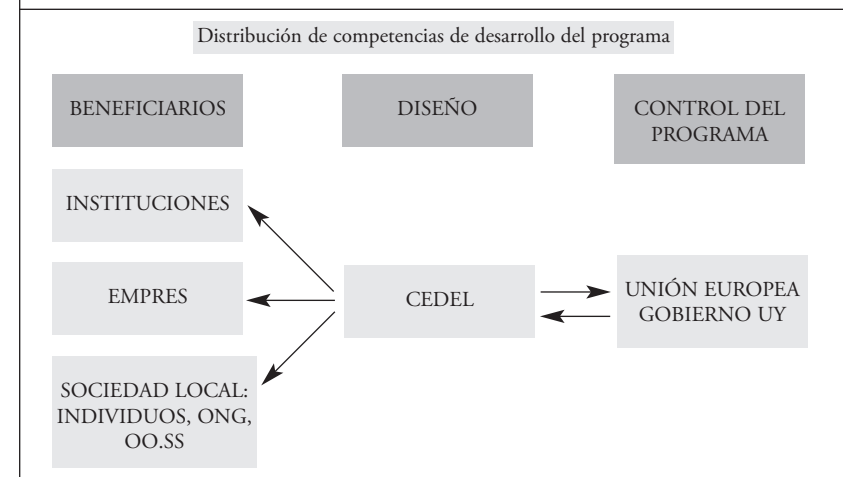 Distribución de competencias de desarrollo del programa
BENEFICIARIOS
DISEÑO
CONTROL DEL
PROGRAMA
INSTITUCIONES
EMPRES
CEDEL
UNIÓN EUROPEA
GOBIERNO UY
SOCIEDAD LOCAL:
INDIVIDUOS, ONG,
OO.SS